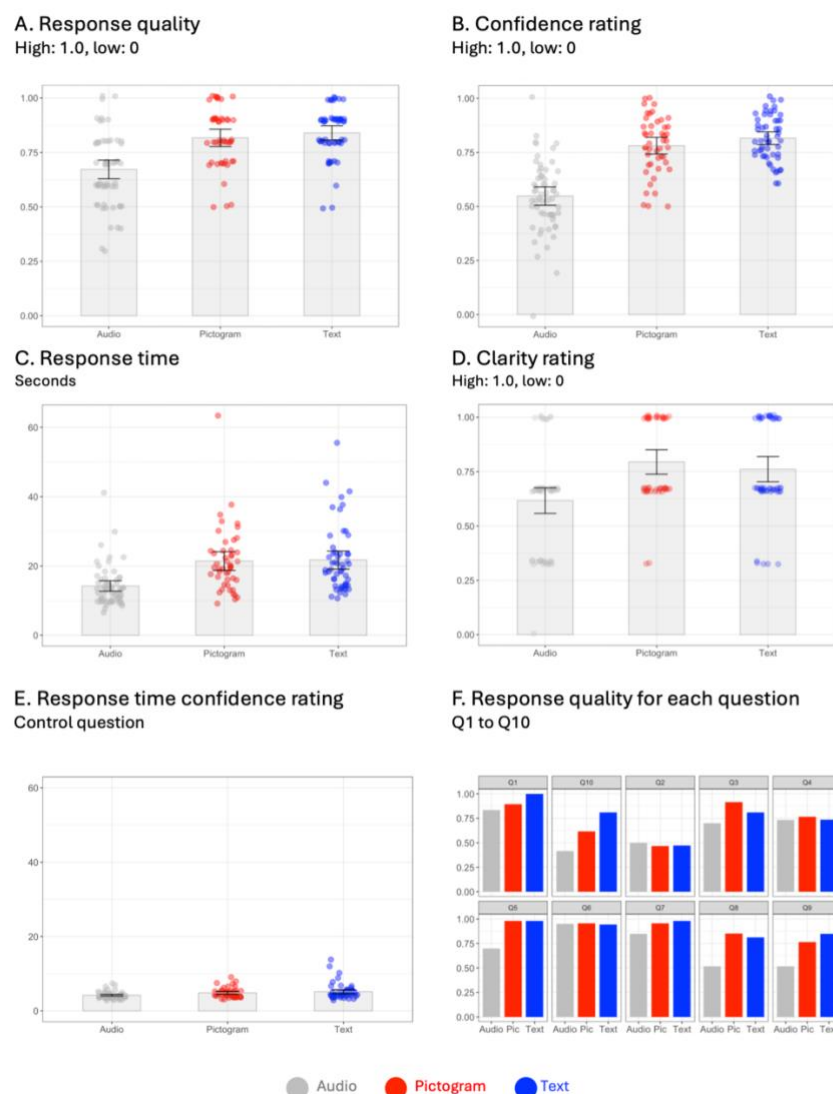 A. Response quality
High: 1.0, low: 0
1.00
0.75
0.50
0.25
0.00
Audio Pictogram Text
B. Confidence rating
High: 1.0, low: 0
1.00
0.75
0.50
0.25
0.00
Audio Pictogram Text
C. Response time
Seconds
60
40
20
0
Audio Pictogram Text
D. Clarity rating
High: 1.0, low: 0
1.00
0.75
0.50
0.25
0.00
Audio Pictogram Text
E. Response time confidence rating
Control question
60
40
20
0
Audio Pictogram Text
F. Response quality for each question
Q1 to Q10
Q1 Q10 Q2 Q3 Q4
1.00
0.75
0.50
0.25
0.00
Q5 Q6 Q7 Q8 Q9
1.00
0.75
0.50
0.25
0.00
Audio Pic Text Audio Pic Text Audio Pic Text Audio Pic Text Audio Pic Text
Audio Pictogram Text